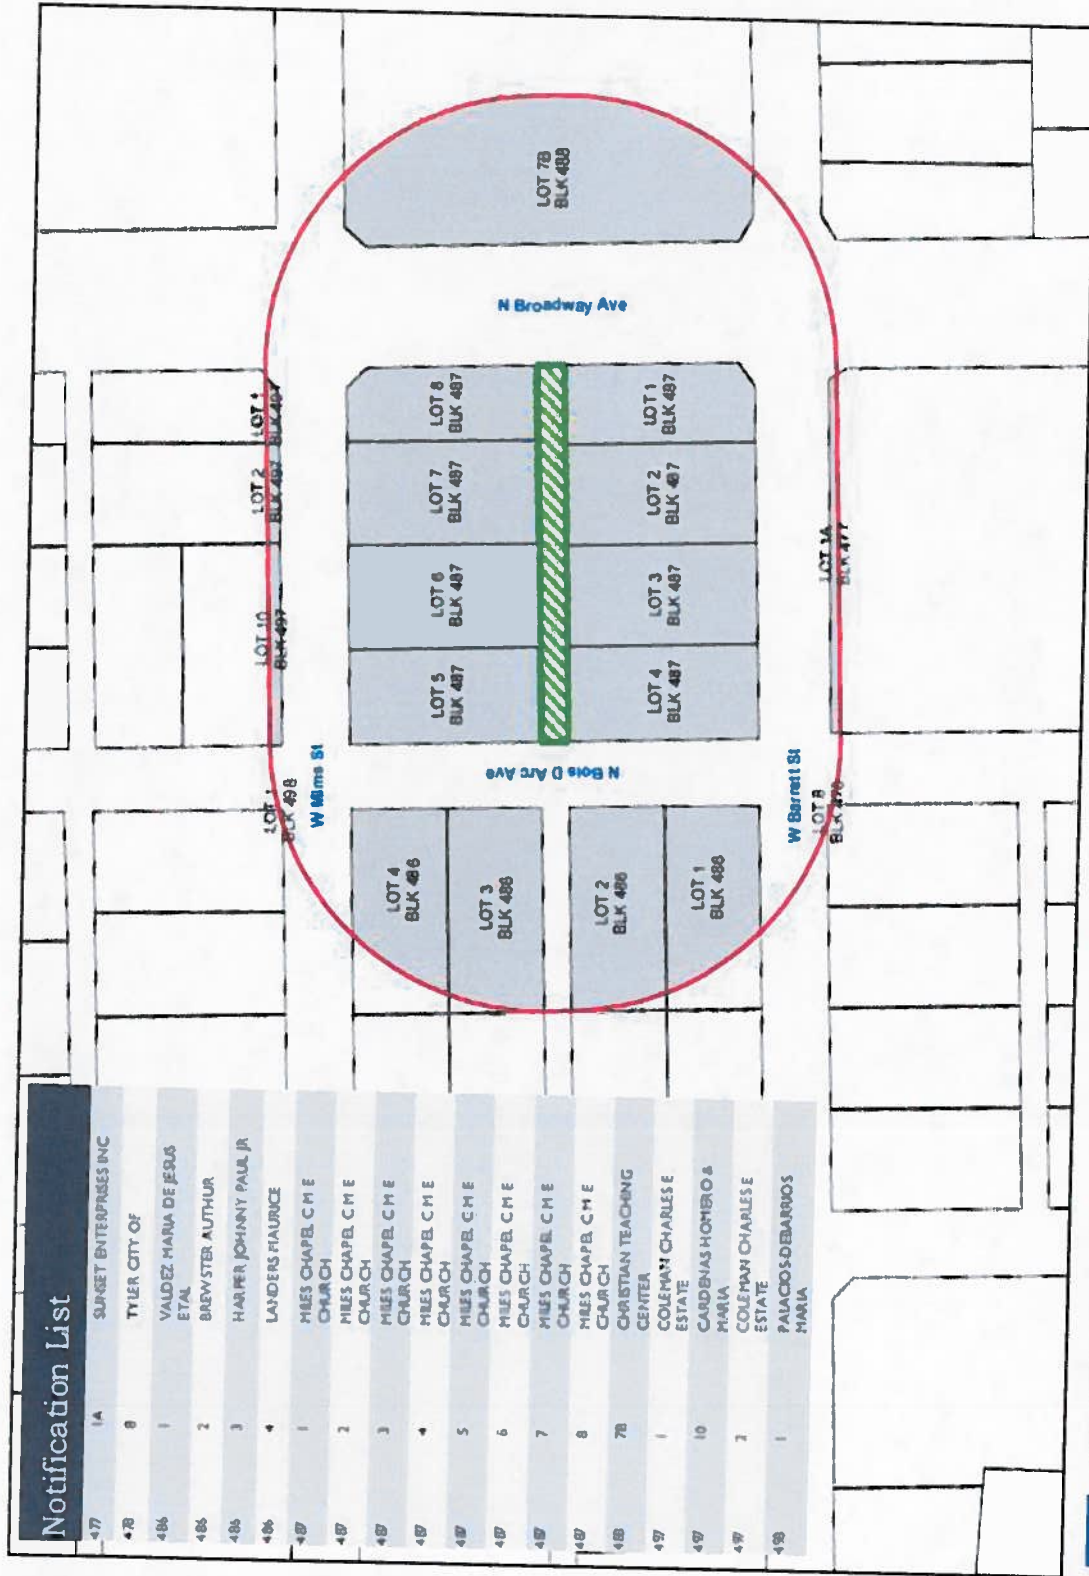 Notification List
477 1A SUNSET ENTERPRISES INC
478 8 TYLER CITY OF
486 1 VALDEZ MARIA DE JESUS
ETAL
486 2 BREWSTER AUTHUR
486 3 HARPER JOHNNY PAUL JR
486 4 LANDERS MAURICE
487 1 MILES CHAPEL C M E
CHURCH
487 2 MILES CHAPEL C M E
CHURCH
487 3 MILES CHAPEL C M E
CHURCH
487 4 MILES CHAPEL C M E
CHURCH
487 5 MILES CHAPEL C M E
CHURCH
487 6 MILES CHAPEL C M E
CHURCH
487 7 MILES CHAPEL C M E
CHURCH
487 8 MILES CHAPEL C M E
CHURCH
488 7B CHRISTIAN TEACHING
CENTER
497 1 COLEMAN CHARLES E
ESTATE
497 10 CARDENAS HOMERO &
MARIA
497 2 COLEMAN CHARLES E
ESTATE
498 1 PALACIOS-DEBARRIOS
MARIA
LOT 1
BLK 498
LOT 10
BLK 497
LOT 2
BLK 497
LOT 1
BLK 497
W Mims St
LOT 4
BLK 486
LOT 3
BLK 486
LOT 2
BLK 486
LOT 1
BLK 486
N Bois D Arc Ave
LOT 5
BLK 487
LOT 6
BLK 487
LOT 7
BLK 487
LOT 8
BLK 487
LOT 4
BLK 487
LOT 3
BLK 487
LOT 2
BLK 487
LOT 1
BLK 487
N Broadway Ave
LOT 7B
BLK 488
W Barrett St
LOT 8
BLK 478
LOT 1A
BLK 477